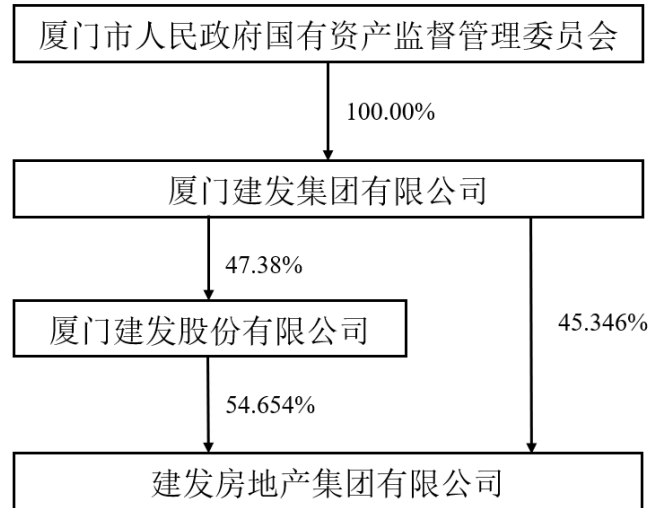 厦门市人民政府国有资产监督管理委员会
100.00%
厦门建发集团有限公司
47.38%
厦门建发股份有限公司
45.346%
54.654%
建发房地产集团有限公司